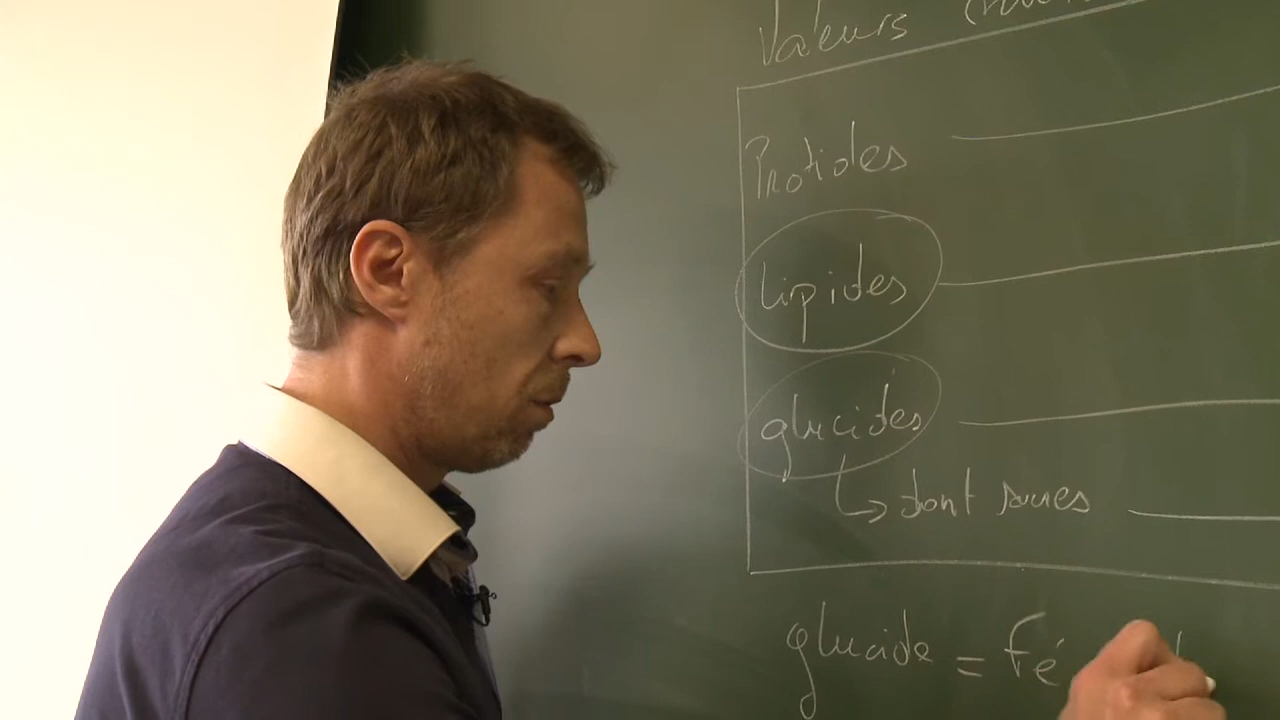 Valeurs
Protides
lipides
glucides
↳ dont sucres
glucide = Fé